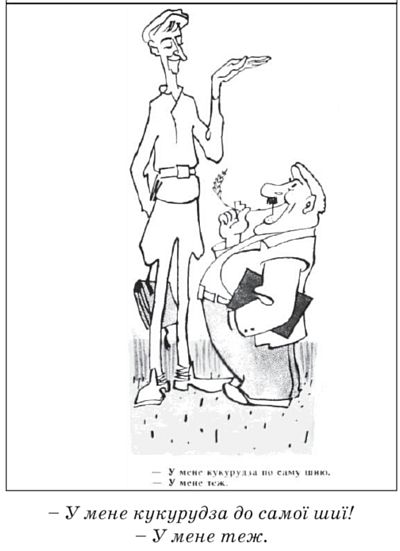 — У мене кукурудза по саму шию.
— У мене теж.
– У мене кукурудза до самої шиї!
– У мене теж.